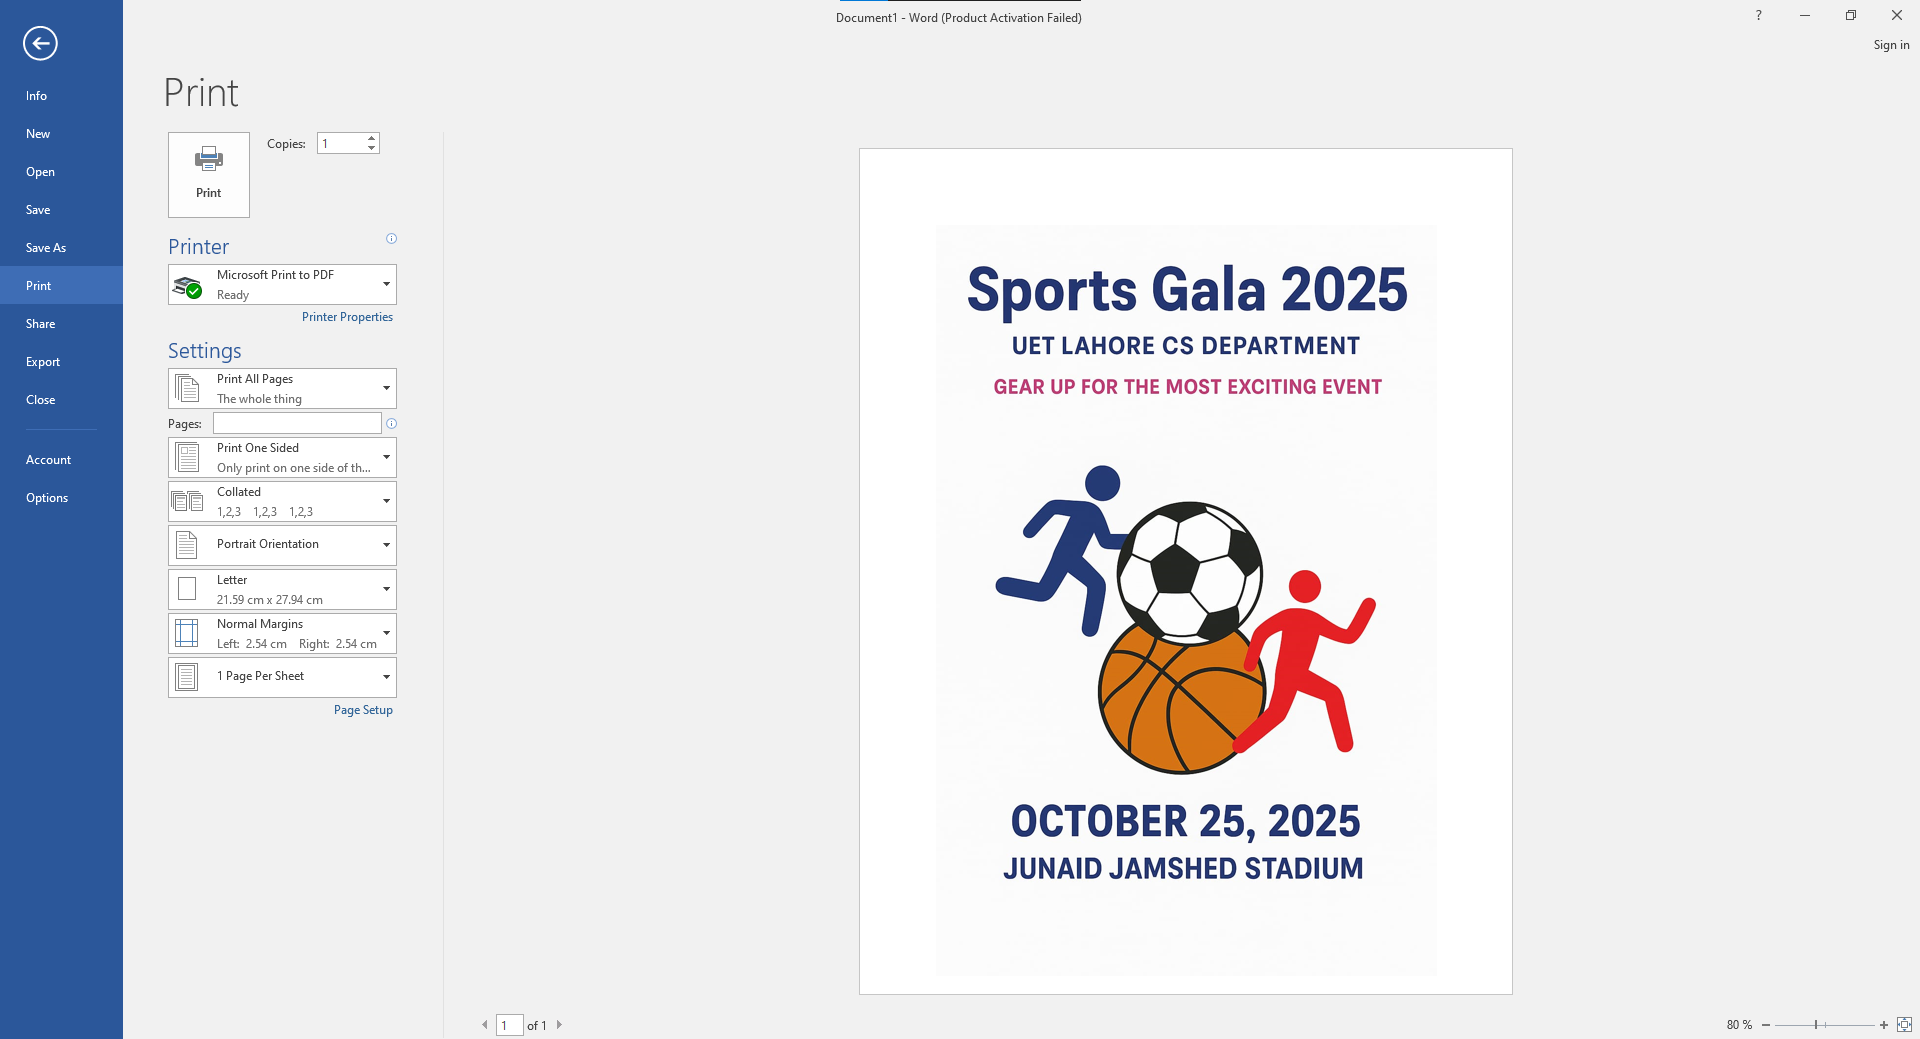 Document1 - Word (Product Activation Failed)
?
Sign in
Info
New
Open
Save
Save As
Print
Share
Export
Close
Account
Options
Print
Print
Copies: 1
Printer
Microsoft Print to PDF
Ready
Printer Properties
Settings
Print All Pages
The whole thing
Pages:
Print One Sided
Only print on one side of th...
Collated
1,2,3 1,2,3 1,2,3
Portrait Orientation
Letter
21.59 cm x 27.94 cm
Normal Margins
Left: 2.54 cm Right: 2.54 cm
1 Page Per Sheet
Page Setup
Sports Gala 2025
UET LAHORE CS DEPARTMENT
GEAR UP FOR THE MOST EXCITING EVENT
OCTOBER 25, 2025
JUNAID JAMSHED STADIUM
1 of 1
80 %